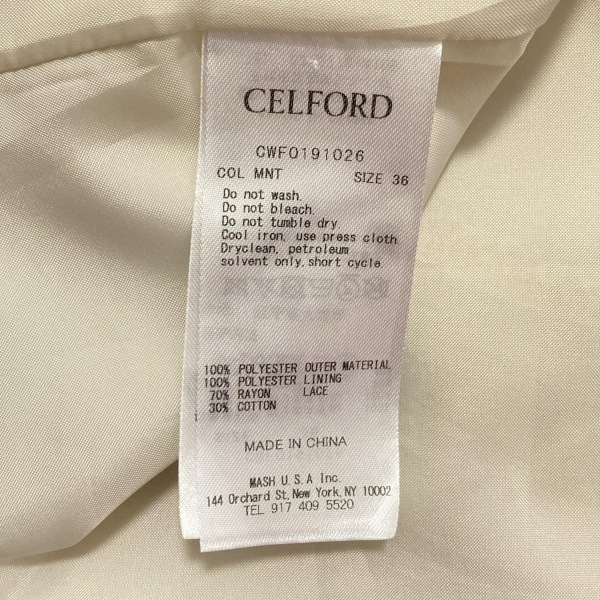 CELFORD
CWFO191026
COL MNT SIZE 36
Do not wash.
Do not bleach.
Do not tumble dry
Cool iron, use press cloth
Dryclean, petroleum
solvent only, short cycle.
100% POLYESTER OUTER MATERIAL
100% POLYESTER LINING
70% RAYON LACE
30% COTTON
MADE IN CHINA
MASH U.S.A Inc.
144 Orchard St, New York, NY 10002
TEL 917 409 5520